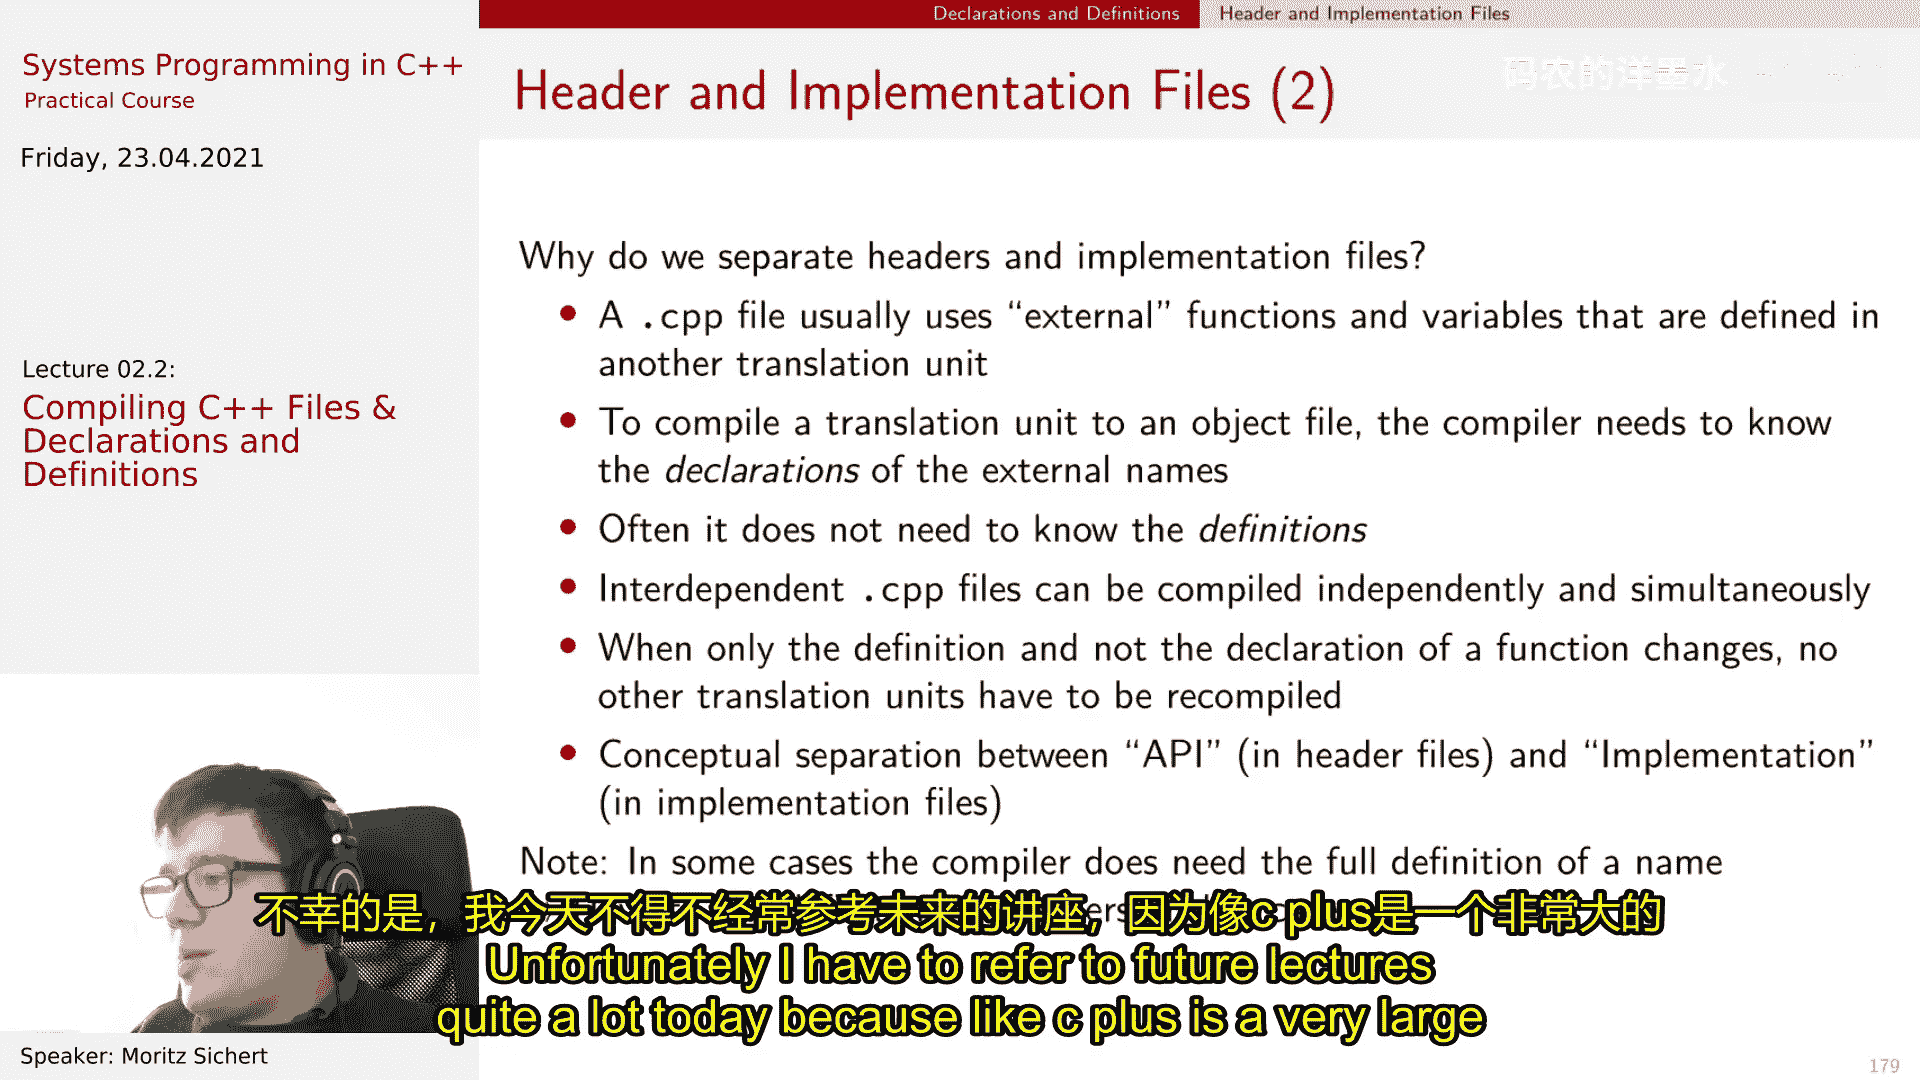 Declarations and Definitions
Header and Implementation Files
Systems Programming in C++
Practical Course
Friday, 23.04.2021
Header and Implementation Files (2)
码农的洋墨水
Why do we separate headers and implementation files?
A .cpp file usually uses “external” functions and variables that are defined in
another translation unit
To compile a translation unit to an object file, the compiler needs to know
the declarations of the external names
Often it does not need to know the definitions
Interdependent .cpp files can be compiled independently and simultaneously
When only the definition and not the declaration of a function changes, no
other translation units have to be recompiled
Conceptual separation between “API” (in header files) and “Implementation”
(in implementation files)
Note: In some cases the compiler does need the full definition of a name
Lecture 02.2:
Compiling C++ Files &
Declarations and
Definitions
不幸的是，我今天不得不经常参考未来的讲座，因为像c plus是一个非常大的
Unfortunately I have to refer to future lectures
quite a lot today because like c plus is a very large
Speaker: Moritz Sichert
179